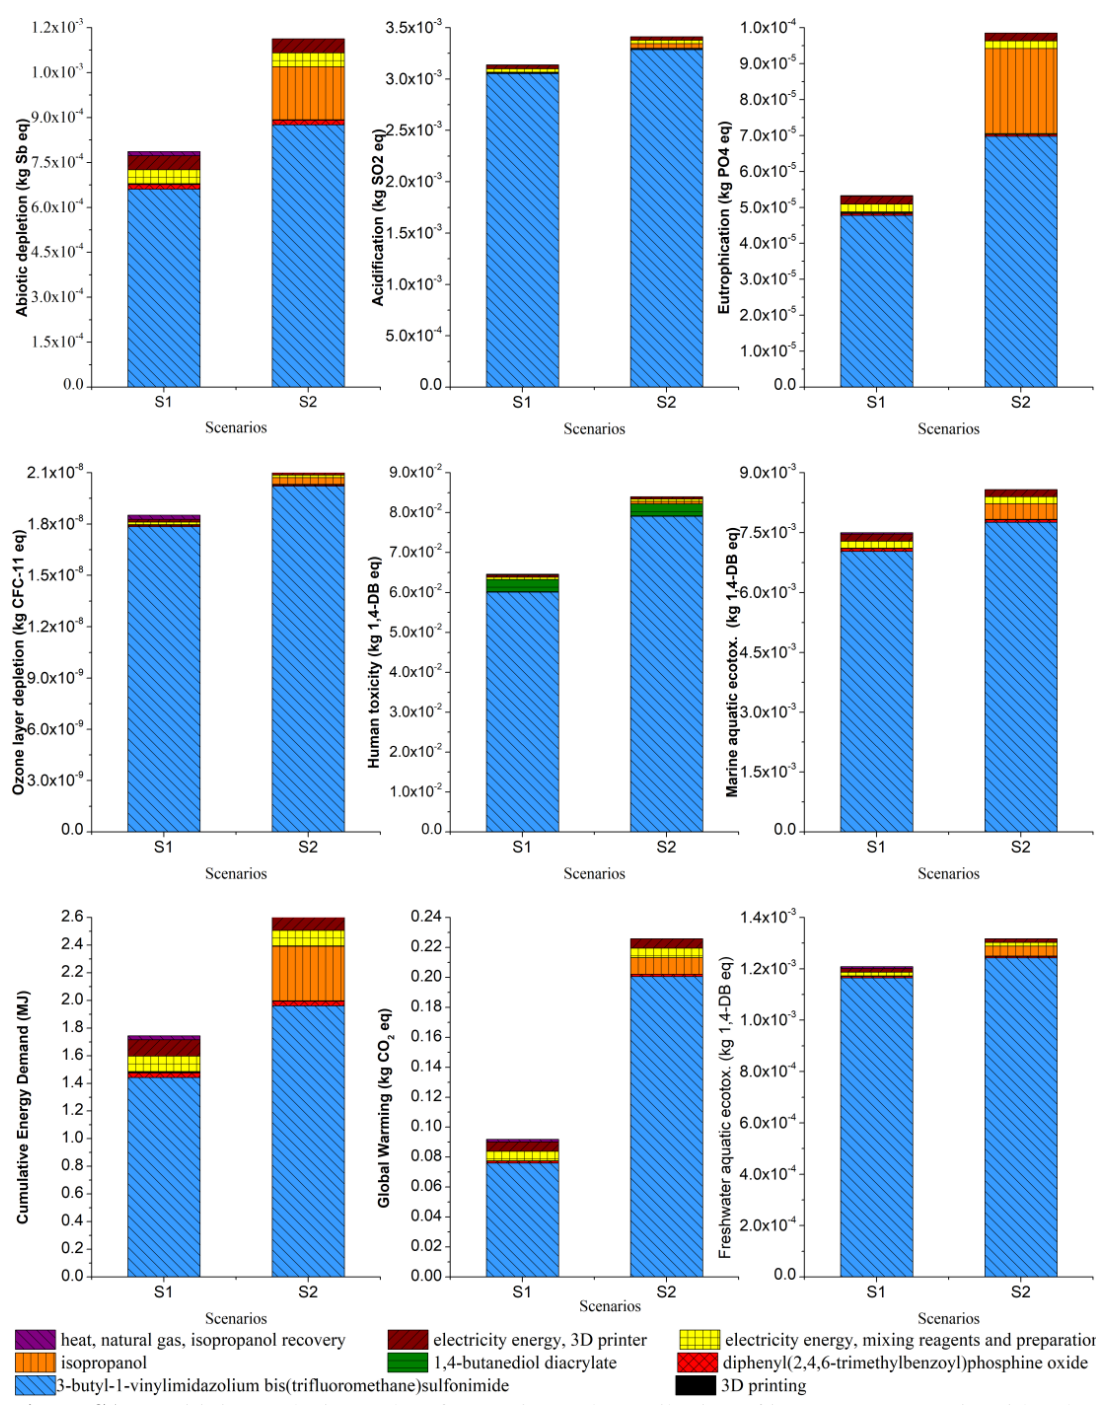 Abiotic depletion (kg Sb eq)
1.2x10⁻³
1.0x10⁻³
9.0x10⁻⁴
7.5x10⁻⁴
6.0x10⁻⁴
4.5x10⁻⁴
3.0x10⁻⁴
1.5x10⁻⁴
0.0
S1 S2
Scenarios
Acidification (kg SO2 eq)
3.5x10⁻³
3.0x10⁻³
2.5x10⁻³
2.0x10⁻³
1.5x10⁻³
1.0x10⁻³
5.0x10⁻⁴
0.0
S1 S2
Scenarios
Eutrophication (kg PO4 eq)
1.0x10⁻⁴
9.0x10⁻⁵
8.0x10⁻⁵
7.0x10⁻⁵
6.0x10⁻⁵
5.0x10⁻⁵
4.0x10⁻⁵
3.0x10⁻⁵
2.0x10⁻⁵
1.0x10⁻⁵
0.0
S1 S2
Scenarios
Ozone layer depletion (kg CFC-11 eq)
2.1x10⁻⁸
1.8x10⁻⁸
1.5x10⁻⁸
1.2x10⁻⁸
9.0x10⁻⁹
6.0x10⁻⁹
3.0x10⁻⁹
0.0
S1 S2
Scenarios
Human toxicity (kg 1,4-DB eq)
9.0x10⁻²
8.0x10⁻²
7.0x10⁻²
6.0x10⁻²
5.0x10⁻²
4.0x10⁻²
3.0x10⁻²
2.0x10⁻²
1.0x10⁻²
0.0
S1 S2
Scenarios
Marine aquatic ecotox. (kg 1,4-DB eq)
9.0x10⁻³
7.5x10⁻³
6.0x10⁻³
4.5x10⁻³
3.0x10⁻³
1.5x10⁻³
0.0
S1 S2
Scenarios
Cumulative Energy Demand (MJ)
2.6
2.4
2.2
2.0
1.8
1.6
1.4
1.2
1.0
0.8
0.6
0.4
0.2
0.0
S1 S2
Scenarios
Global Warming (kg CO₂ eq)
0.24
0.22
0.20
0.18
0.16
0.14
0.12
0.10
0.08
0.06
0.04
0.02
0.00
S1 S2
Scenarios
Freshwater aquatic ecotox. (kg 1,4-DB eq)
1.4x10⁻³
1.2x10⁻³
1.0x10⁻³
8.0x10⁻⁴
6.0x10⁻⁴
4.0x10⁻⁴
2.0x10⁻⁴
0.0
S1 S2
Scenarios
heat, natural gas, isopropanol recovery
electricity energy, 3D printer
electricity energy, mixing reagents and preparation
isopropanol
1,4-butanediol diacrylate
diphenyl(2,4,6-trimethylbenzoyl)phosphine oxide
3-butyl-1-vinylimidazolium bis(trifluoromethane)sulfonimide
3D printing